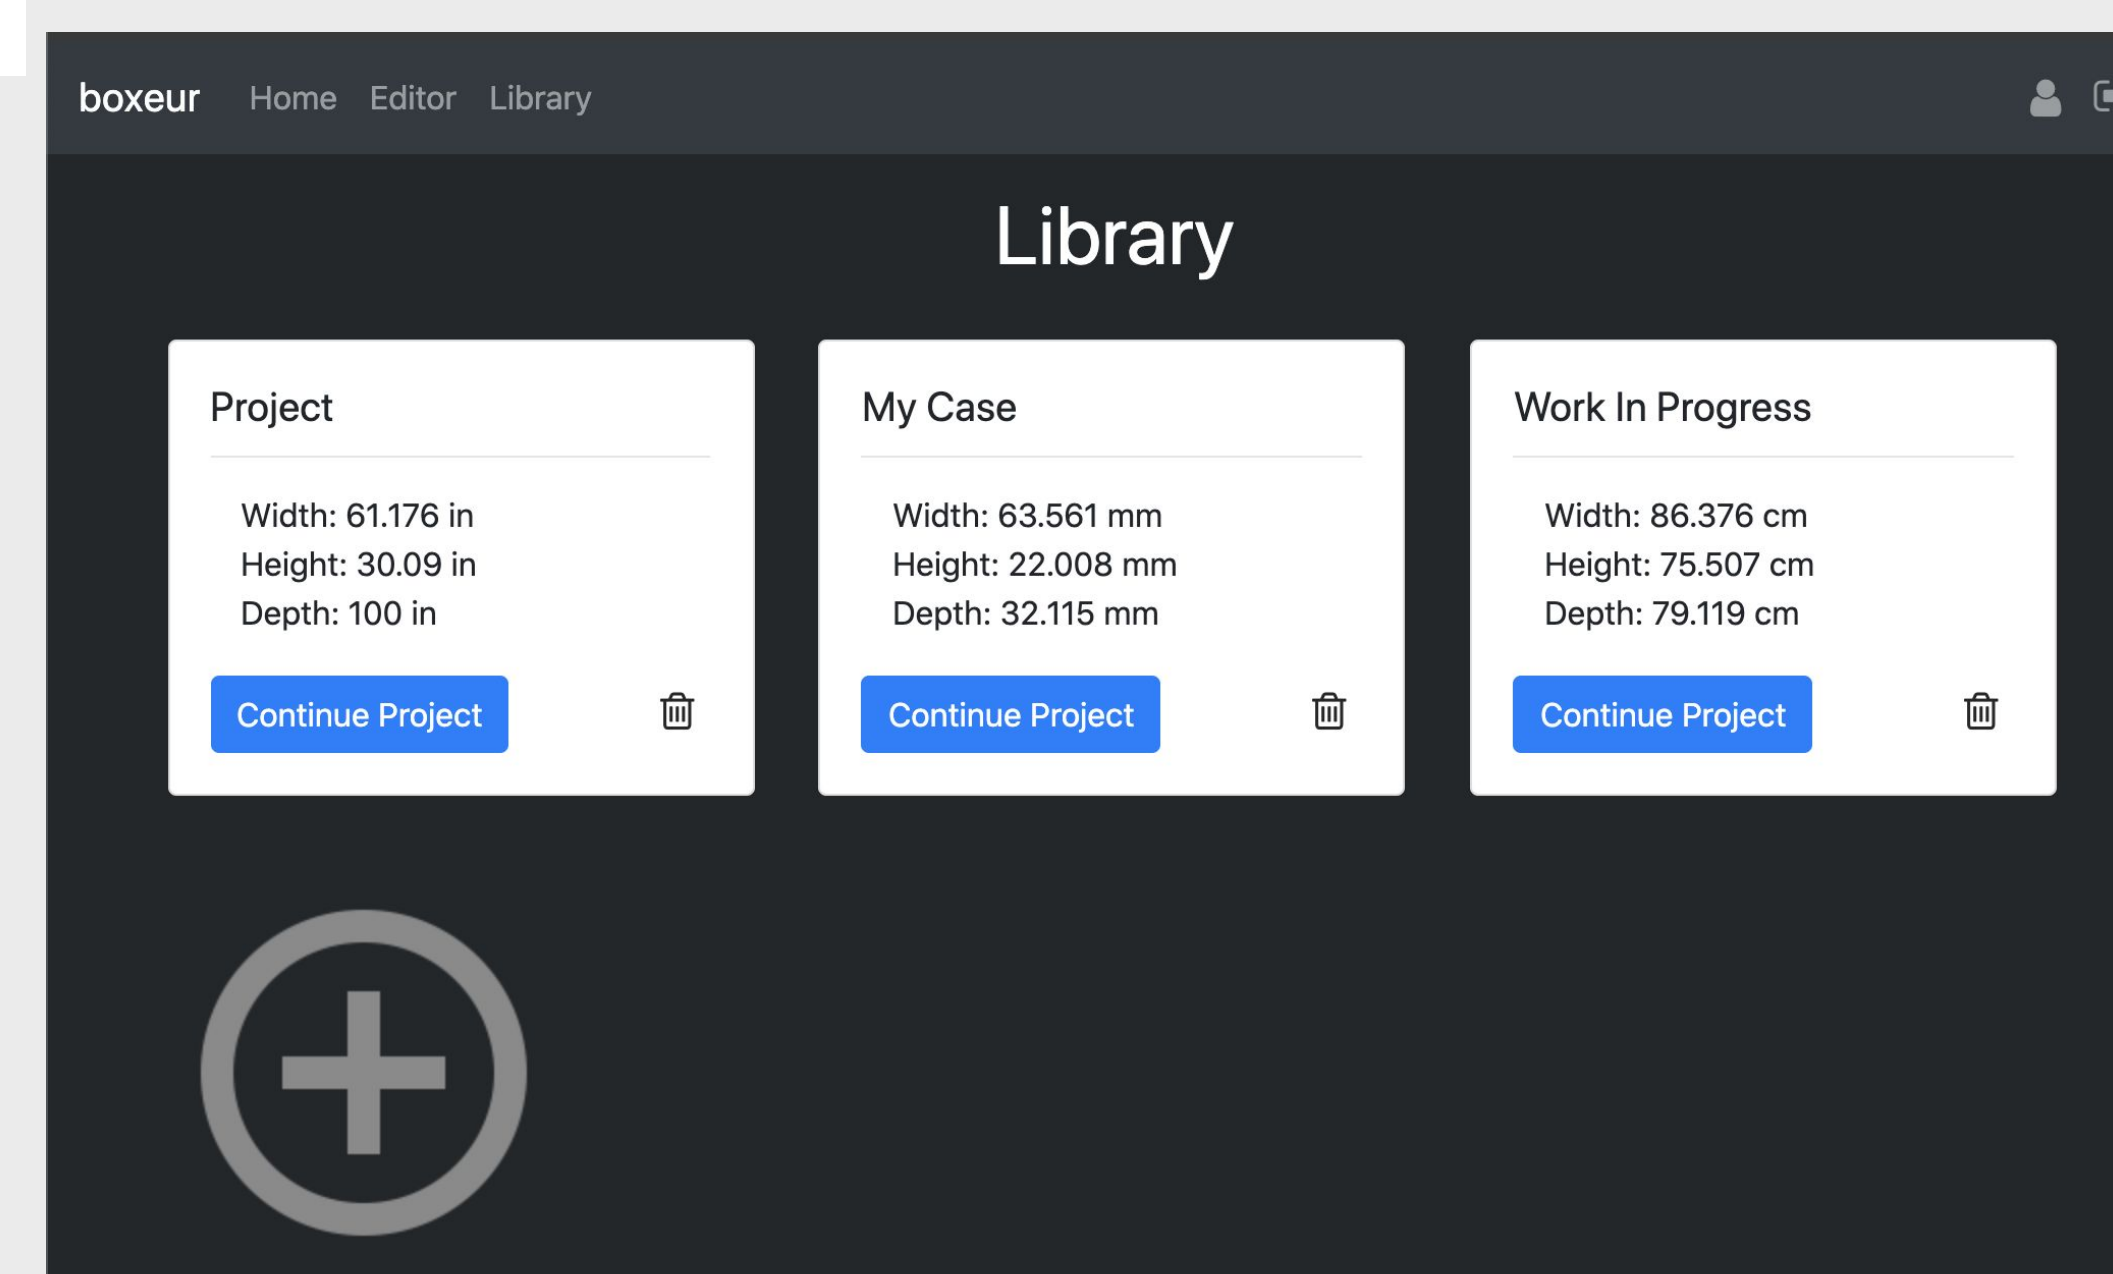 boxeur Home Editor Library
Library
Project
Width: 61.176 in
Height: 30.09 in
Depth: 100 in
Continue Project
My Case
Width: 63.561 mm
Height: 22.008 mm
Depth: 32.115 mm
Continue Project
Work In Progress
Width: 86.376 cm
Height: 75.507 cm
Depth: 79.119 cm
Continue Project